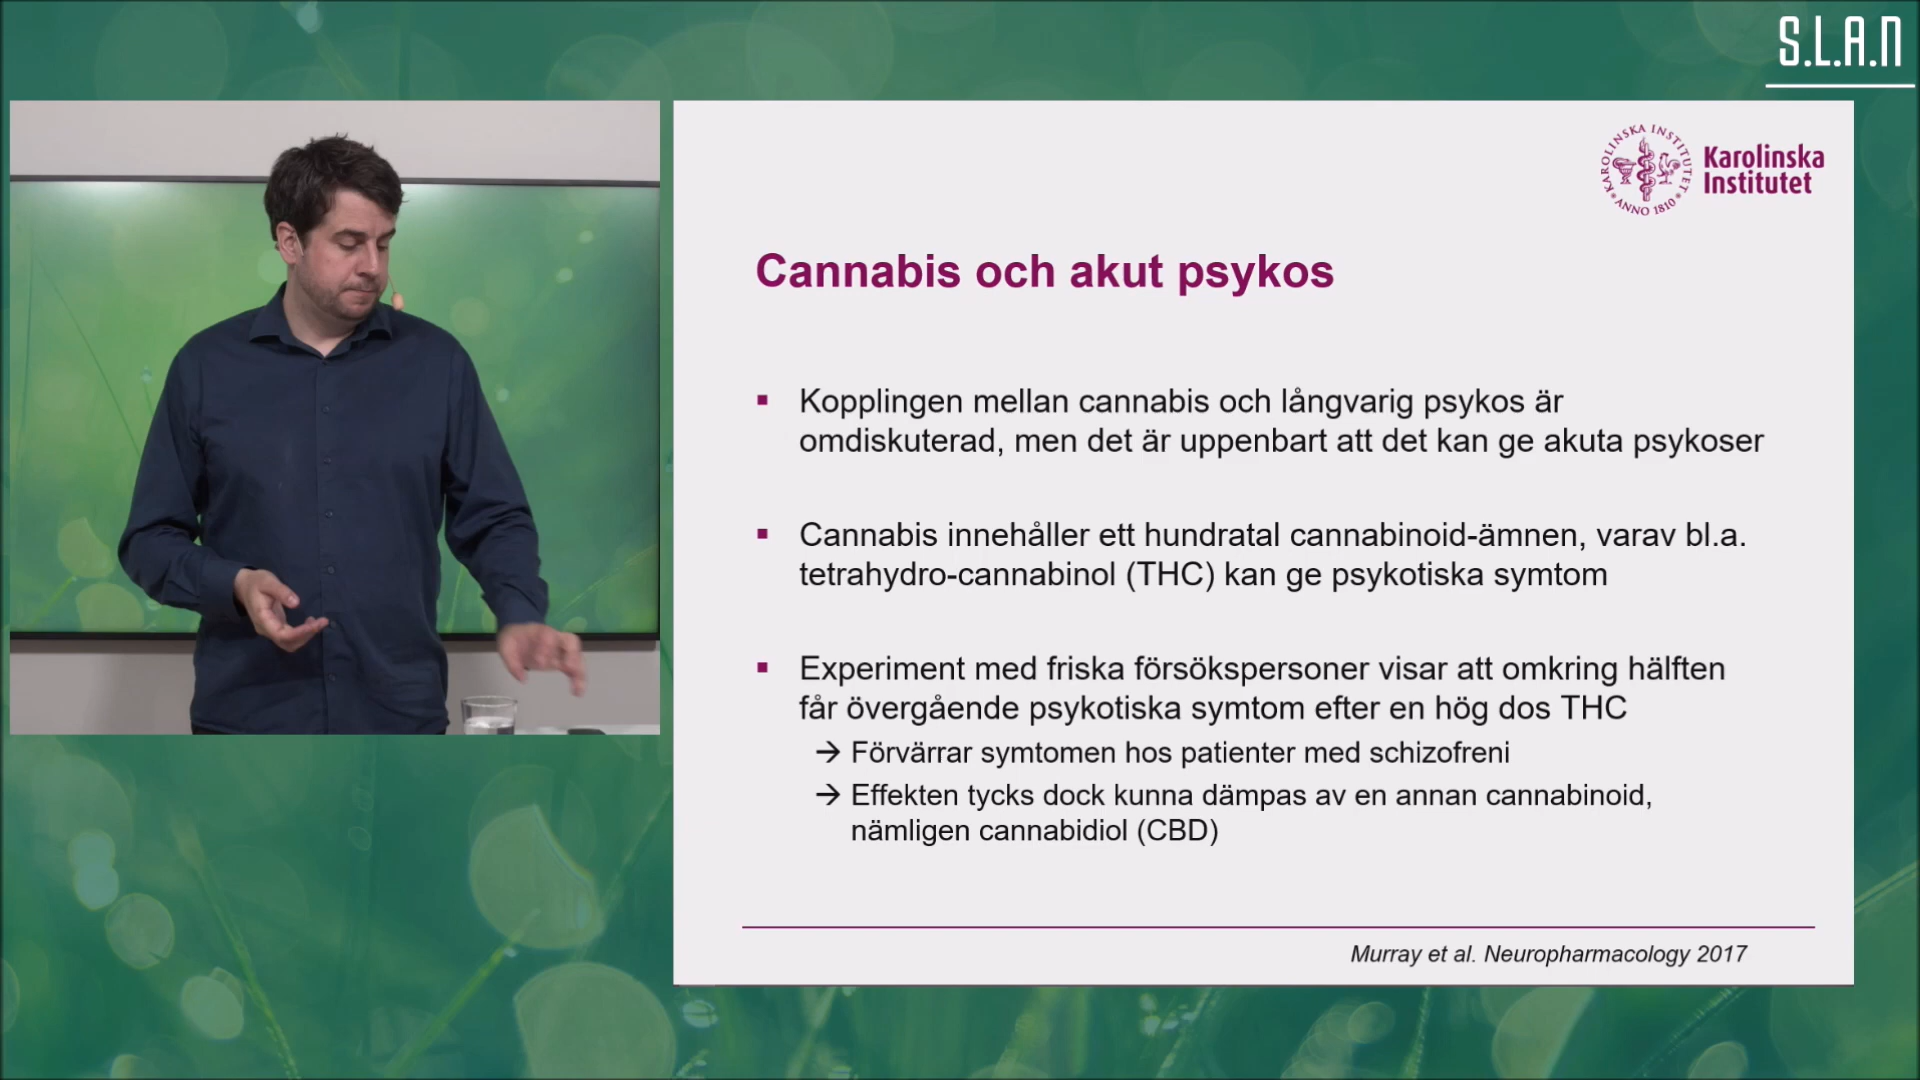 S.L.A.N
KAROLINSKA INSTITUTET
ANNO 1810
Karolinska
Institutet
Cannabis och akut psykos
▪ Kopplingen mellan cannabis och långvarig psykos är
omdiskuterad, men det är uppenbart att det kan ge akuta psykoser
▪ Cannabis innehåller ett hundratal cannabinoid-ämnen, varav bl.a.
tetrahydro-cannabinol (THC) kan ge psykotiska symtom
▪ Experiment med friska försökspersoner visar att omkring hälften
får övergående psykotiska symtom efter en hög dos THC
→ Förvärrar symtomen hos patienter med schizofreni
→ Effekten tycks dock kunna dämpas av en annan cannabinoid,
nämligen cannabidiol (CBD)
Murray et al. Neuropharmacology 2017